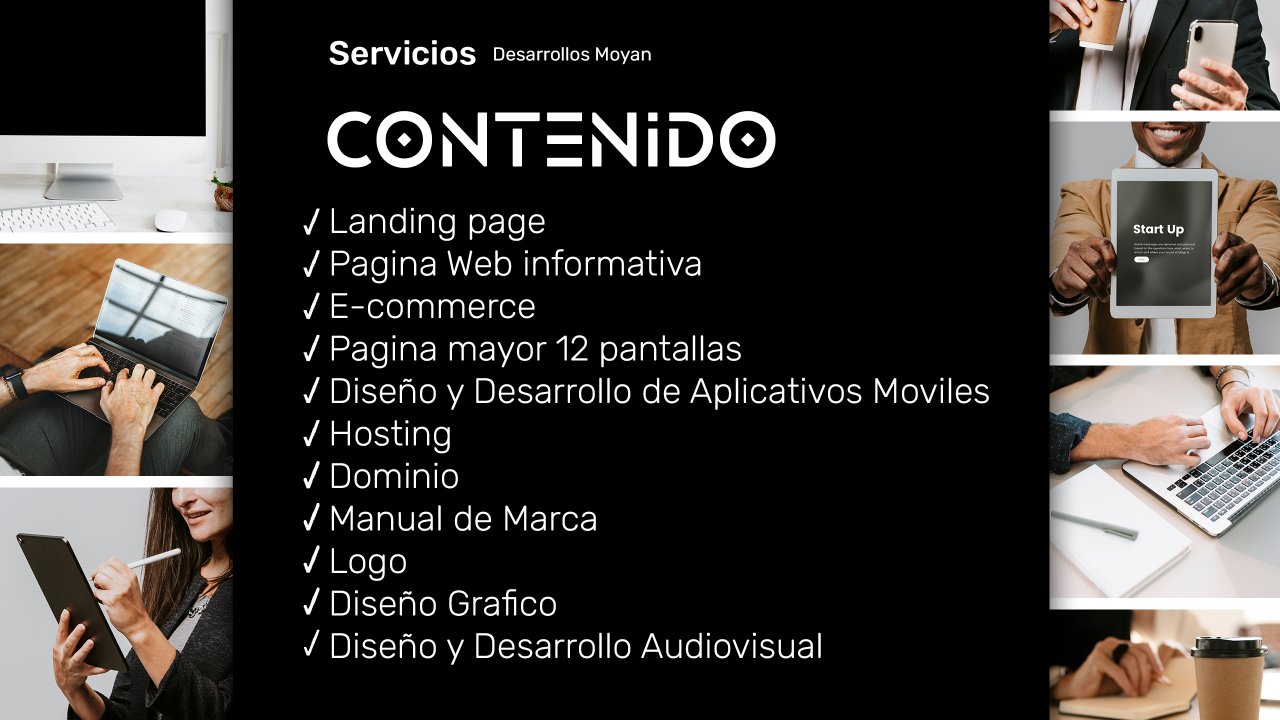 Servicios Desarrollos Moyan
CONTENiDO
✓ Landing page
✓ Pagina Web informativa
✓ E-commerce
✓ Pagina mayor 12 pantallas
✓ Diseño y Desarrollo de Aplicativos Moviles
✓ Hosting
✓ Dominio
✓ Manual de Marca
✓ Logo
✓ Diseño Grafico
✓ Diseño y Desarrollo Audiovisual
Start Up